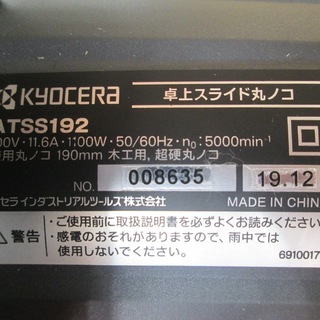 KYOCERA
卓上スライド丸ノコ
ATSS192
00V・11.6A・1100W・50/60Hz・n₀:5000min⁻¹
使用丸ノコ 190mm 木工用, 超硬丸ノコ
NO. 008635 19.12
セラインダストリアルツールズ株式会社 MADE IN CHIN
警告
・ご使用前に取扱説明書を必ずよくお読みくださ
・感電のおそれがありますので、雨中では
使用しないでください。
6910017